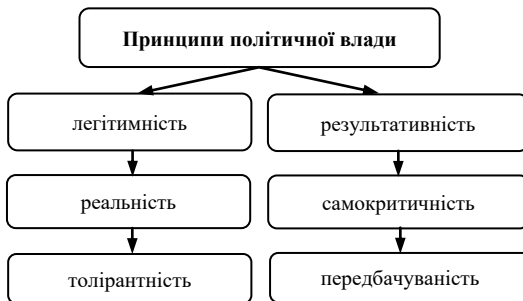 Принципи політичної влади
легітимність
результативність
реальність
самокритичність
толірантність
передбачуваність